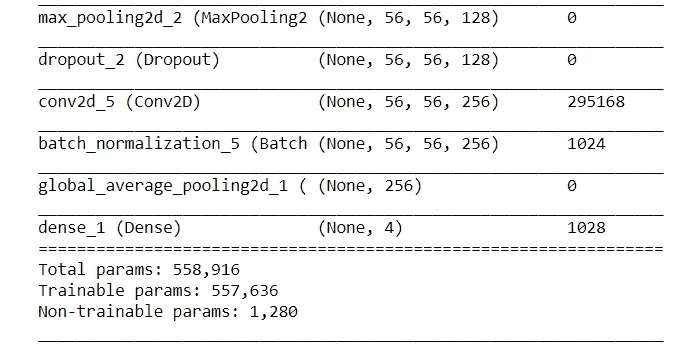 max_pooling2d_2 (MaxPooling2 (None, 56, 56, 128) 0
dropout_2 (Dropout) (None, 56, 56, 128) 0
conv2d_5 (Conv2D) (None, 56, 56, 256) 295168
batch_normalization_5 (Batch (None, 56, 56, 256) 1024
global_average_pooling2d_1 ( (None, 256) 0
dense_1 (Dense) (None, 4) 1028
=================================================================
Total params: 558,916
Trainable params: 557,636
Non-trainable params: 1,280